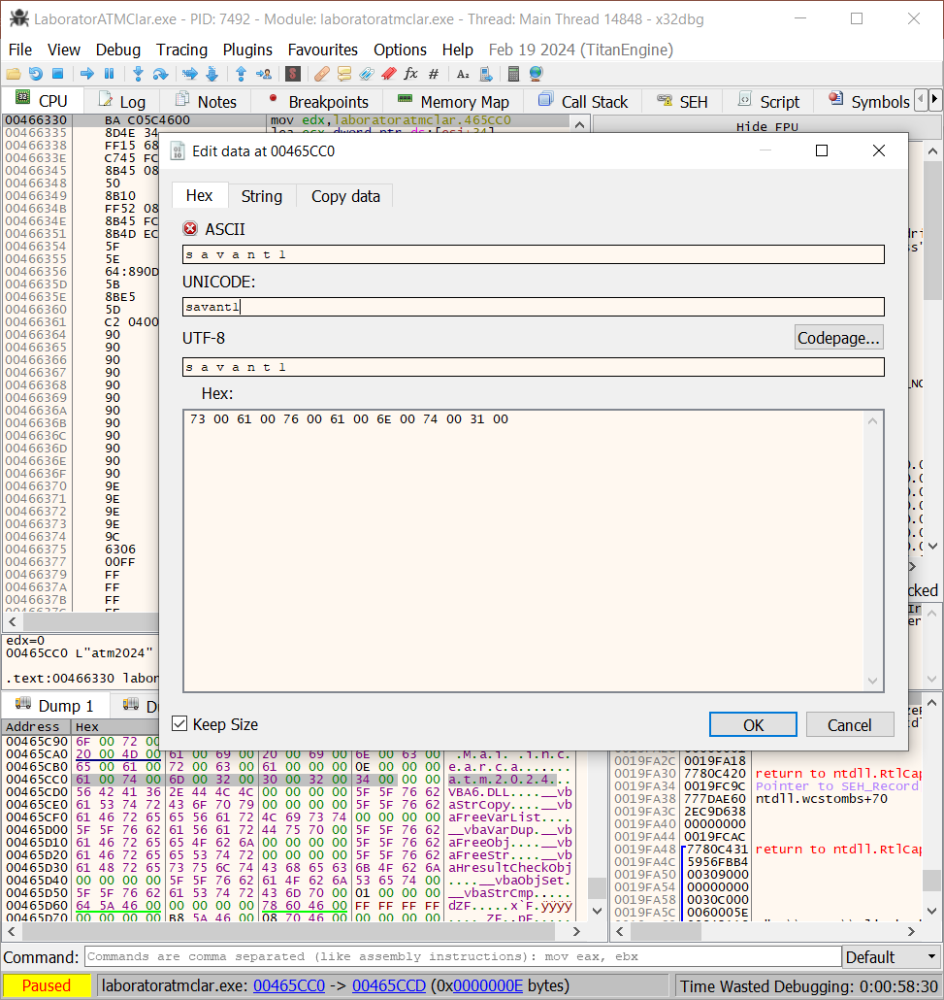 LaboratorATMClar.exe - PID: 7492 - Module: laboratoratmclar.exe - Thread: Main Thread 14848 - x32dbg
File View Debug Tracing Plugins Favourites Options Help Feb 19 2024 (TitanEngine)
CPU Log Notes Breakpoints Memory Map Call Stack SEH Script Symbols
00466330 BA C05C4600 mov edx,laboratoratmclar.465CC0
Hide FPU
00466335 8D4E 34
00466338 FF15 68
0046633E C745 FC
00466345 8B45 08
00466348 50
00466349 8B10
0046634B FF52 08
0046634E 8B45 FC
00466351 8B4D EC
00466354 5F
00466355 5E
00466356 64:890D
0046635D 5B
0046635E 8BE5
0046635 5D
00466361 C2 0400
00466364 90
00466365 90
00466366 90
00466367 90
00466368 90
00466369 90
0046636A 90
0046636B 90
0046636C 90
0046636D 90
0046636E 90
0046636F 90
00466370 9E
00466371 9E
00466372 9E
00466373 9E
00466374 9C
00466375 6306
00466377 00FF
00466379 FF
0046637A FF
0046637B FF
Edit data at 00465CC0
Hex String Copy data
ASCII
s a v a n t 1
UNICODE:
savant1
UTF-8
Codepage...
s a v a n t 1
Hex:
73 00 61 00 76 00 61 00 6E 00 74 00 31 00
Keep Size
OK Cancel
edx=0
00465CC0 L"atm2024"
.text:00466330 labor
Dump 1
Address Hex
00465C90 6F 00 72 00
00465CA0 20 00 4D 00 61 00 69 00 20 00 69 00 6E 00 63 00 .M.a.i. .i.n.c.
00465CB0 65 00 61 00 72 00 63 00 61 00 00 00 0E 00 00 00 e.a.r.c.a.......
00465CC0 61 00 74 00 6D 00 32 00 30 00 32 00 34 00 00 00 a.t.m.2.0.2.4...
00465CD0 56 42 41 36 2E 44 4C 4C 00 00 00 00 5F 5F 76 62 VBA6.DLL....__vb
00465CE0 61 53 74 72 43 6F 70 79 00 00 00 00 5F 5F 76 62 aStrCopy....__vb
00465CF0 61 46 72 65 65 56 61 72 4C 69 73 74 00 00 00 00 aFreeVarList....
00465D00 5F 5F 76 62 61 56 61 72 44 75 70 00 5F 5F 76 62 __vbaVarDup.__vb
00465D10 61 46 72 65 65 4F 62 6A 00 00 00 00 5F 5F 76 62 aFreeObj....__vb
00465D20 61 46 72 65 65 53 74 72 00 00 00 00 5F 5F 76 62 aFreeStr....__vb
00465D30 61 48 72 65 73 75 6C 74 43 68 65 63 6B 4F 62 6A aHresultCheckObj
00465D40 00 00 00 00 5F 5F 76 62 61 4F 62 6A 53 65 74 00 ....__vbaObjSet.
00465D50 5F 5F 76 62 61 53 74 72 43 6D 70 00 01 00 00 00 __vbaStrCmp.....
00465D60 64 5A 46 00 00 00 00 00 78 60 46 00 FF FF FF FF dZF.....x`F.ÿÿÿÿ
00465D70 00 00 00 00 B8 5A 46 00 08 70 46 00 00 00 00 00
0019FA2C 0019FA18
0019FA30 7780C420 return to ntdll.RtlCap
0019FA34 0019FC9C Pointer to SEH_Record
0019FA38 777DAE60 ntdll.wcstombs+70
0019FA3C 2EC9D638
0019FA40 00000000
0019FA44 0019FCAC
0019FA48 7780C431 return to ntdll.RtlCap
0019FA4C 5956FBB4
0019FA50 00309000
0019FA54 00000000
0019FA58 0030C000
0019FA5C 0060005E
Command: Commands are comma separated (like assembly instructions): mov eax, ebx
Default
Paused laboratoratmclar.exe: 00465CC0 -> 00465CCD (0x0000000E bytes) Time Wasted Debugging: 0:00:58:30